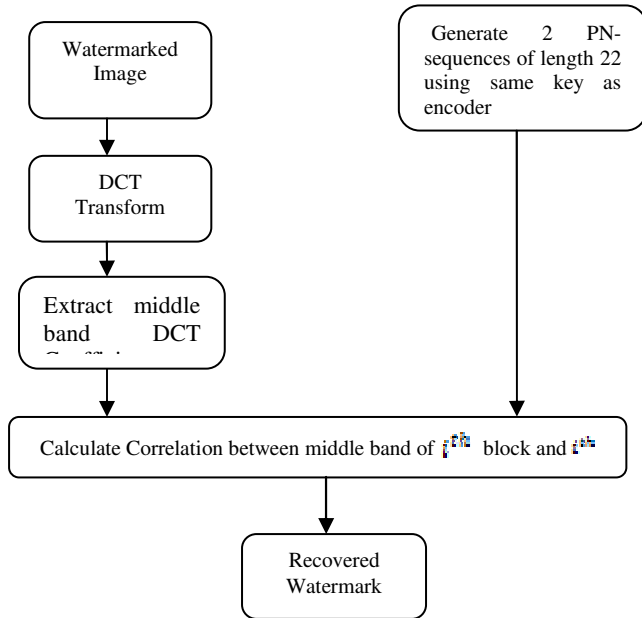 Watermarked
Image
Generate 2 PN-
sequences of length 22
using same key as
encoder
DCT
Transform
Extract middle
band DCT
Calculate Correlation between middle band of i^th block and
Recovered
Watermark